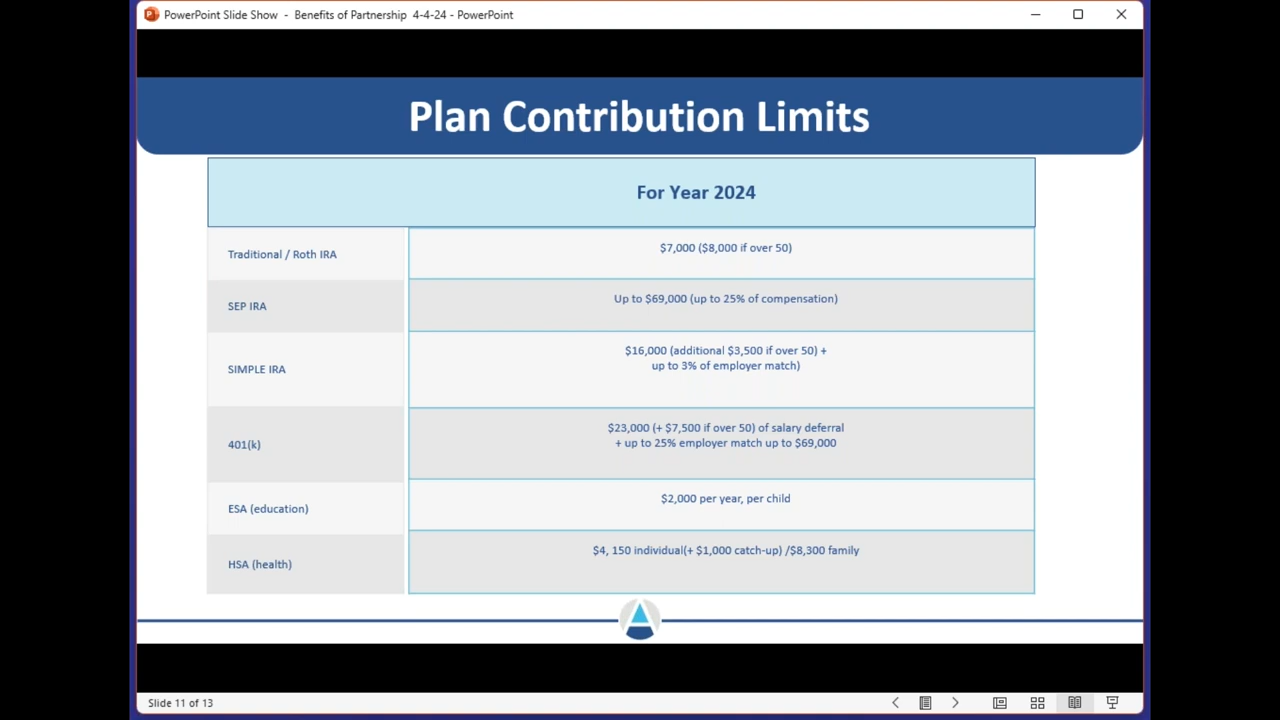 PowerPoint Slide Show - Benefits of Partnership 4-4-24 - PowerPoint
Plan Contribution Limits
For Year 2024
Traditional / Roth IRA
$7,000 ($8,000 if over 50)
SEP IRA
Up to $69,000 (up to 25% of compensation)
SIMPLE IRA
$16,000 (additional $3,500 if over 50) +
up to 3% of employer match)
401(k)
$23,000 (+ $7,500 if over 50) of salary deferral
+ up to 25% employer match up to $69,000
ESA (education)
$2,000 per year, per child
HSA (health)
$4, 150 individual(+ $1,000 catch-up) /$8,300 family
Slide 11 of 13